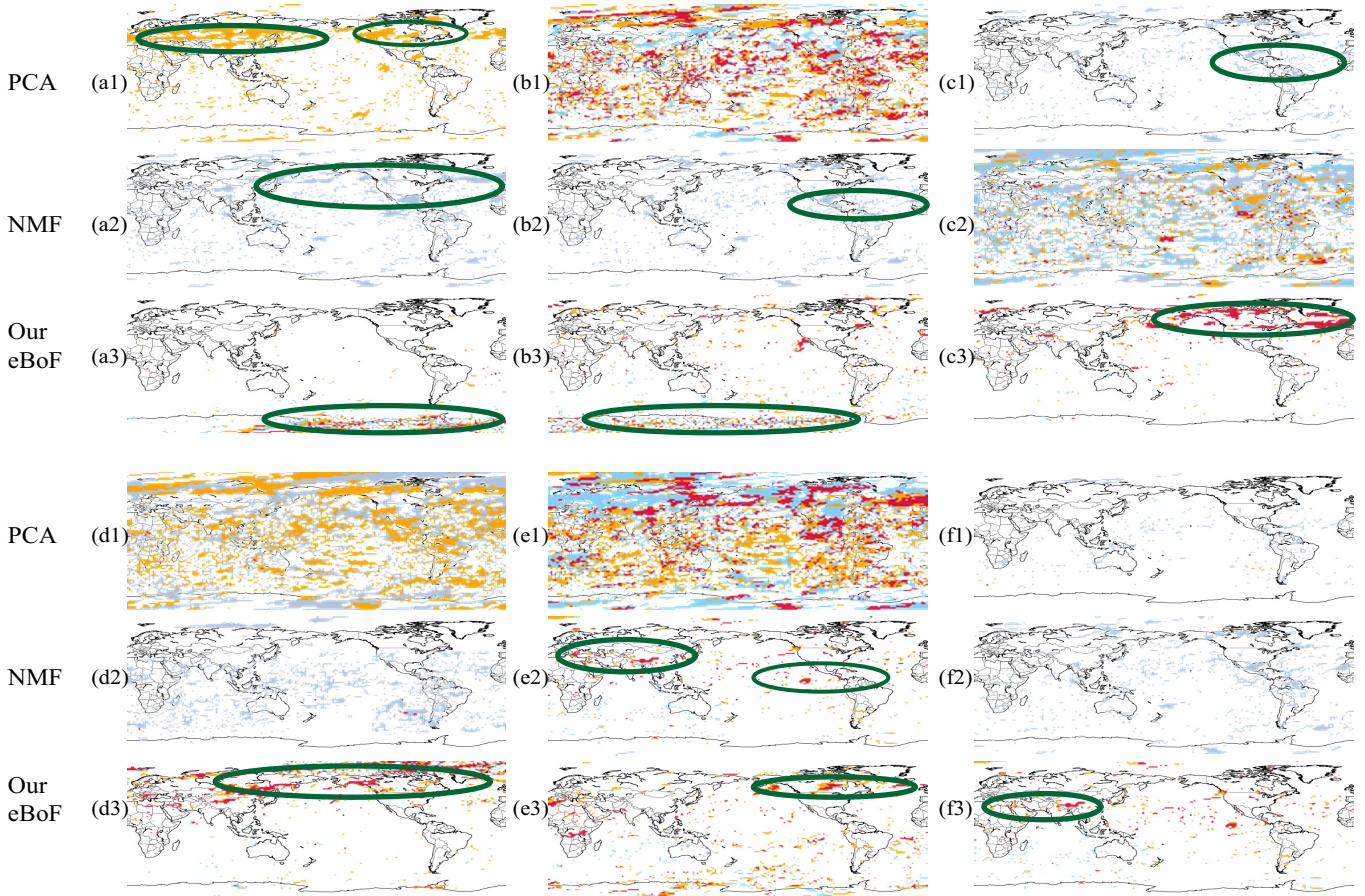 PCA (a1) (b1) (c1)
NMF (a2) (b2) (c2)
Our
eBoF (a3) (b3) (c3)
PCA (d1) (e1) (f1)
NMF (d2) (e2) (f2)
Our
eBoF (d3) (e3) (f3)